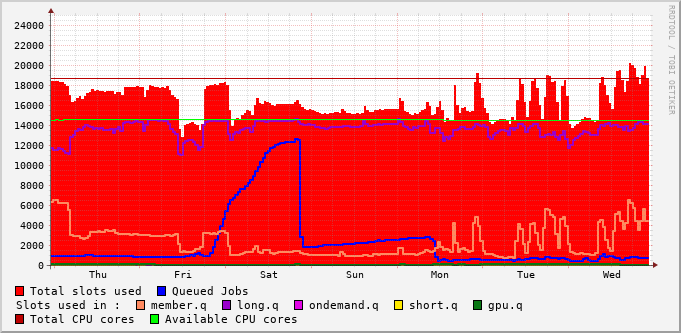 24000
22000
20000
18000
16000
14000
12000
10000
8000
6000
4000
2000
0
Thu Fri Sat Sun Mon Tue Wed
RRDTOOL / TOBI OETIKER
Total slots used Queued Jobs
Slots used in : member.q long.q ondemand.q short.q gpu.q
Total CPU cores Available CPU cores